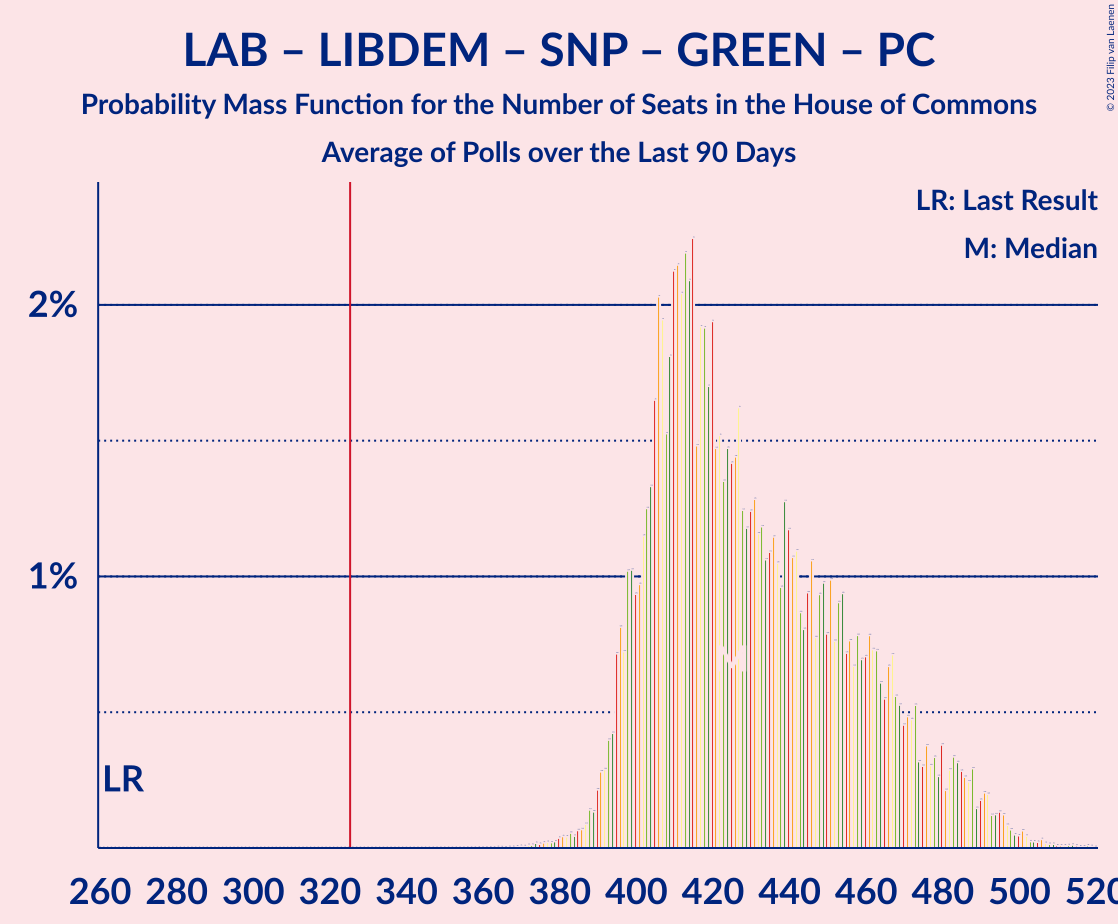 LAB – LIBDEM – SNP – GREEN – PC
Probability Mass Function for the Number of Seats in the House of Commons
Average of Polls over the Last 90 Days
© 2023 Filip van Laenen
LR: Last Result
M: Median
2%
1%
LR
260 280 300 320 340 360 380 400 420 440 460 480 500 520